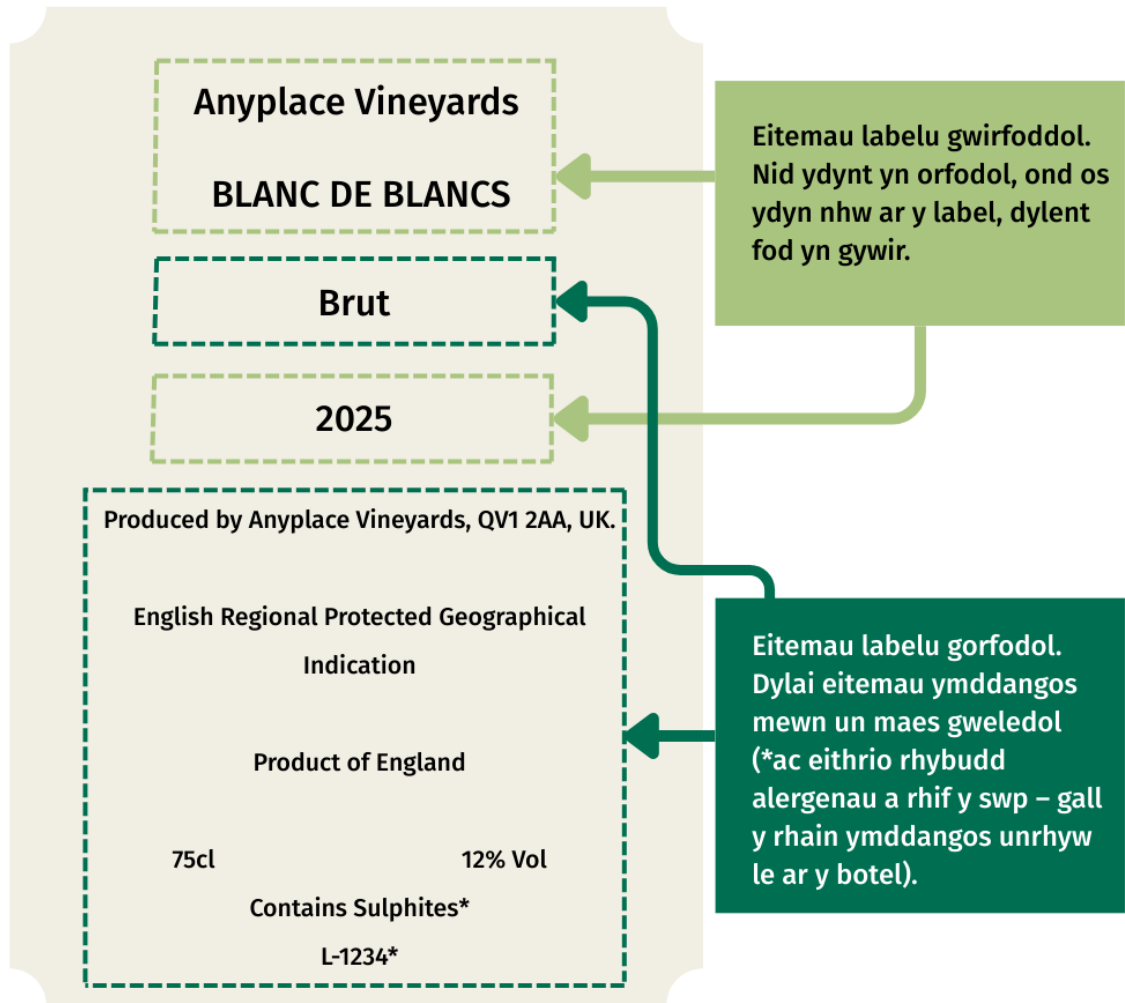 Anyplace Vineyards
BLANC DE BLANCS
Brut
2025
Produced by Anyplace Vineyards, QV1 2AA, UK.
English Regional Protected Geographical
Indication
Product of England
75cl 12% Vol
Contains Sulphites*
L-1234*
Eitemau labelu gwirfoddol.
Nid ydynt yn orfodol, ond os
ydyn nhw ar y label, dylent
fod yn gywir.
Eitemau labelu gorfodol.
Dylai eitemau ymddangos
mewn un maes gweledol
(*ac eithrio rhybudd
alergenau a rhif y swp – gall
y rhain ymddangos unrhyw
le ar y botel).